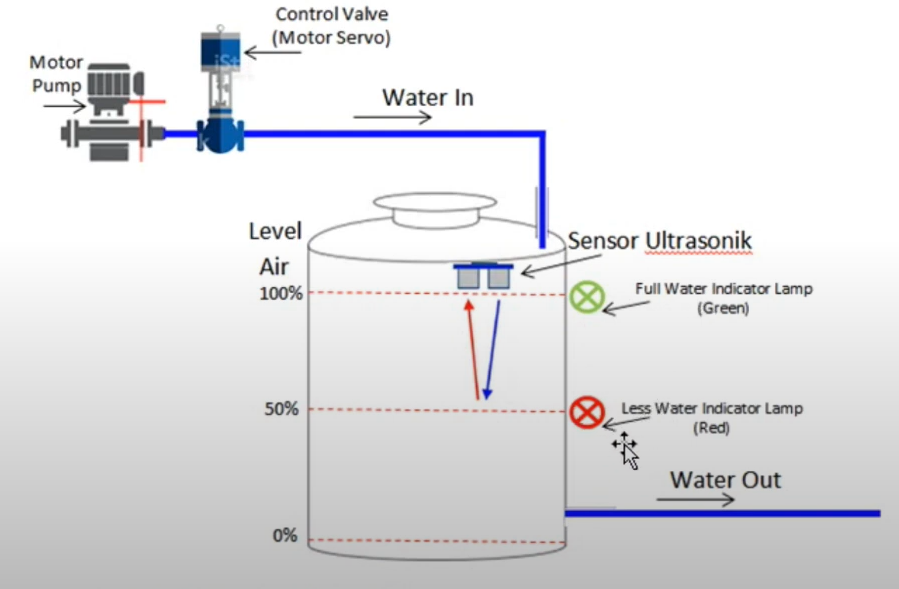 Control Valve
(Motor Servo)
Motor
Pump
Water In
Level
Air
Sensor Ultrasonik
100%
Full Water Indicator Lamp
(Green)
50%
Less Water Indicator Lamp
(Red)
Water Out
0%